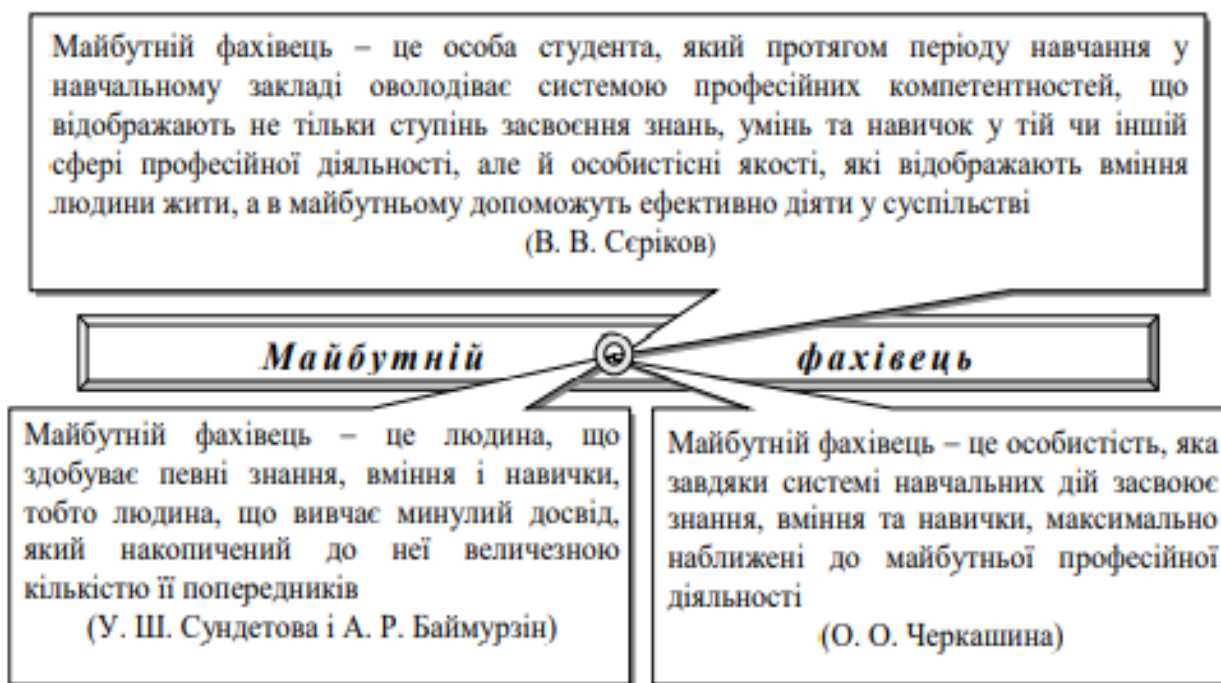 Майбутній фахівець – це особа студента, який протягом періоду навчання у
навчальному закладі оволодіває системою професійних компетентностей, що
відображають не тільки ступінь засвоєння знань, умінь та навичок у тій чи іншій
сфері професійної діяльності, але й особистісні якості, які відображають вміння
людини жити, а в майбутньому допоможуть ефективно діяти у суспільстві
(В. В. Сєріков)
Майбутній фахівець
Майбутній фахівець – це людина, що
здобуває певні знання, вміння і навички,
тобто людина, що вивчає минулий досвід,
який накопичений до неї величезною
кількістю її попередників
(У. Ш. Сундетова і А. Р. Баймурзін)
Майбутній фахівець – це особистість, яка
завдяки системі навчальних дій засвоює
знання, вміння та навички, максимально
наближені до майбутньої професійної
діяльності
(О. О. Черкашина)